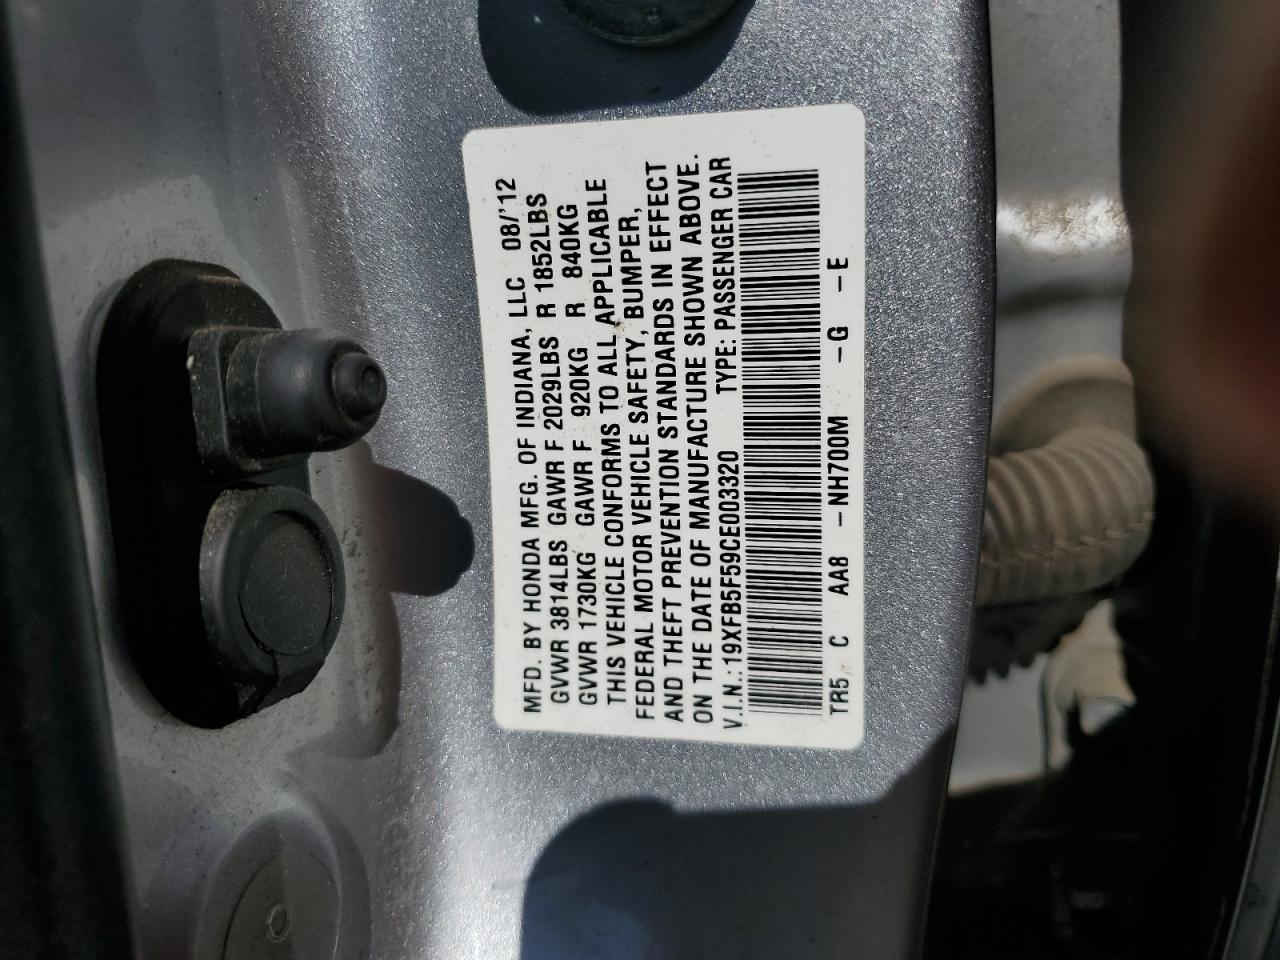 MFD. BY HONDA MFG. OF INDIANA, LLC 08/'12
GVWR 3814LBS GAWR F 2029LBS R 1852LBS
GVWR 1730KG GAWR F 920KG R 840KG
THIS VEHICLE CONFORMS TO ALL APPLICABLE
FEDERAL MOTOR VEHICLE SAFETY, BUMPER,
AND THEFT PREVENTION STANDARDS IN EFFECT
ON THE DATE OF MANUFACTURE SHOWN ABOVE.
V.I.N.:19XFB5F59CE003320 TYPE: PASSENGER CAR
TR5 C AA8 -NH700M -G -E